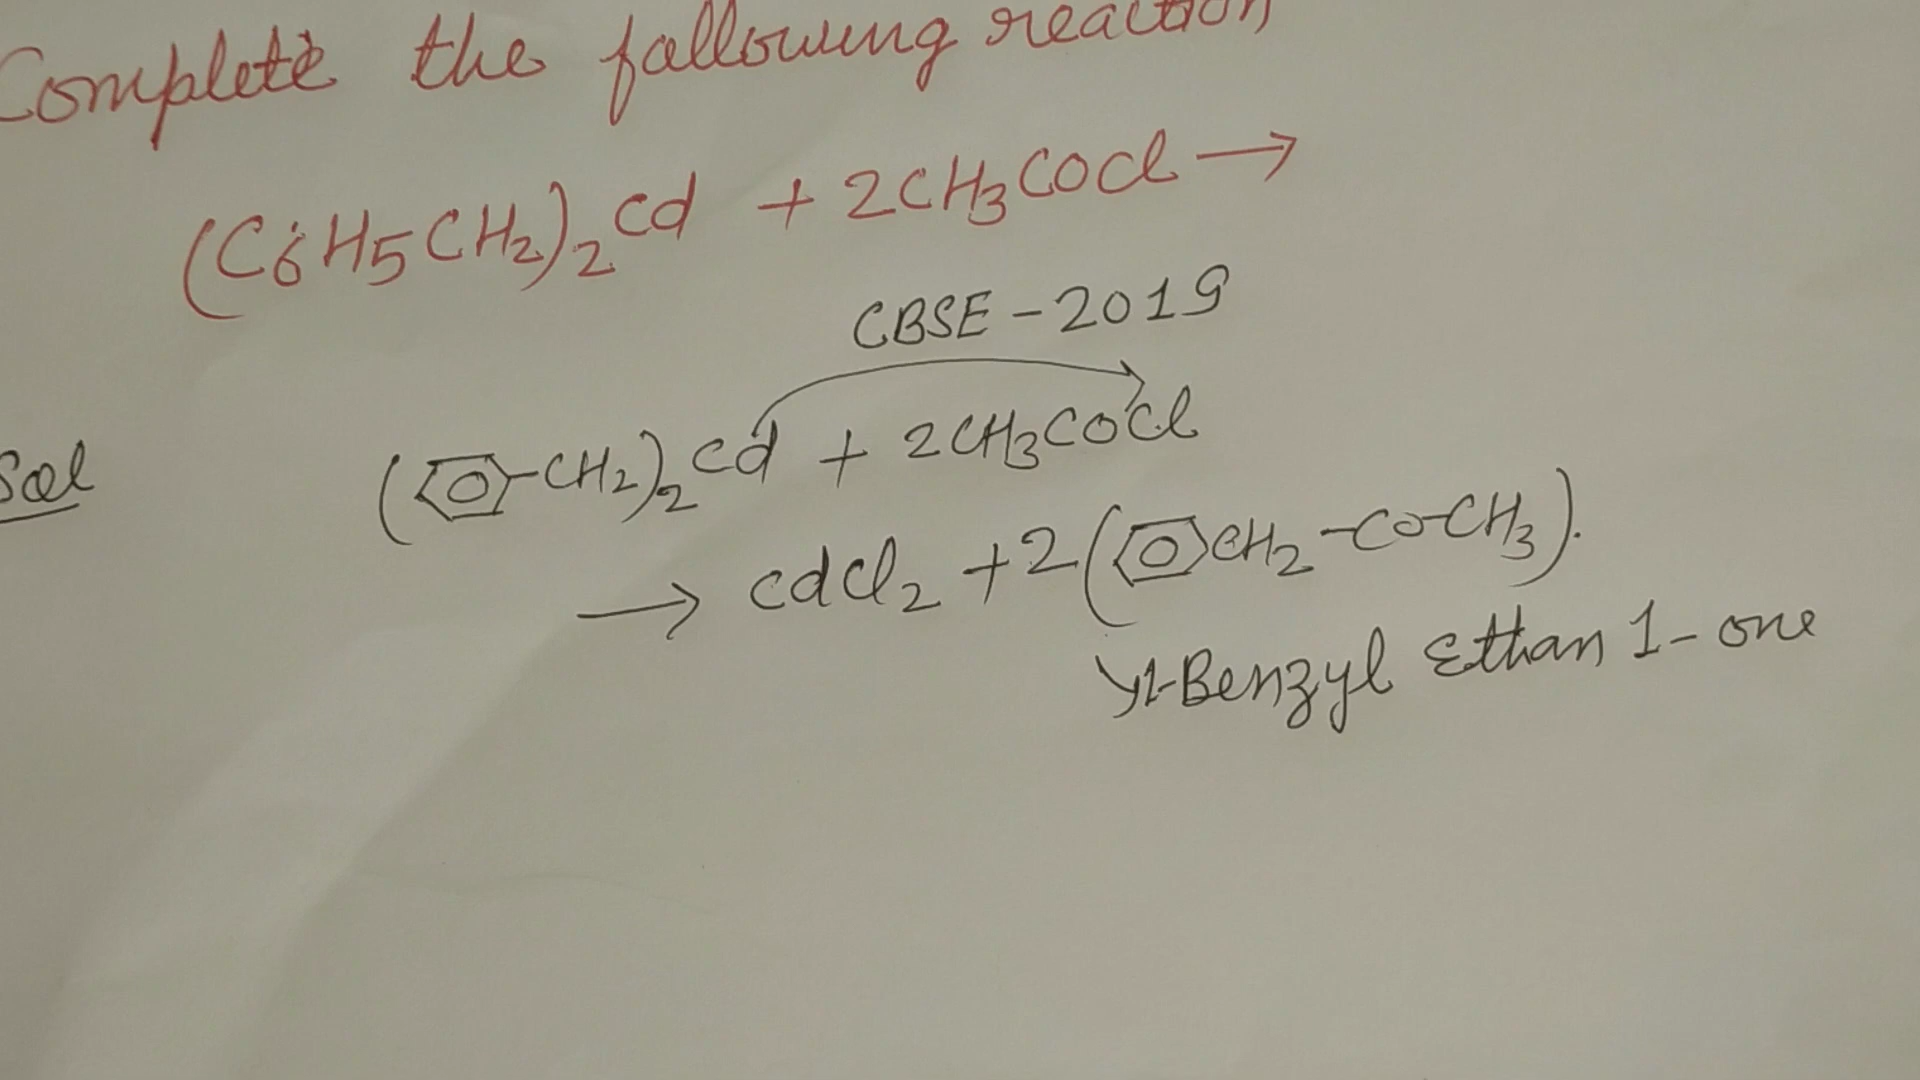 Complete the following reaction
(C6H5CH2)2Cd + 2CH3COCl →
CBSE - 2019
Sol (-CH2)2Cd + 2CH3COCl
→ CdCl2 + 2(CH2-CO-CH3).
1-Benzyl Ethan 1-one